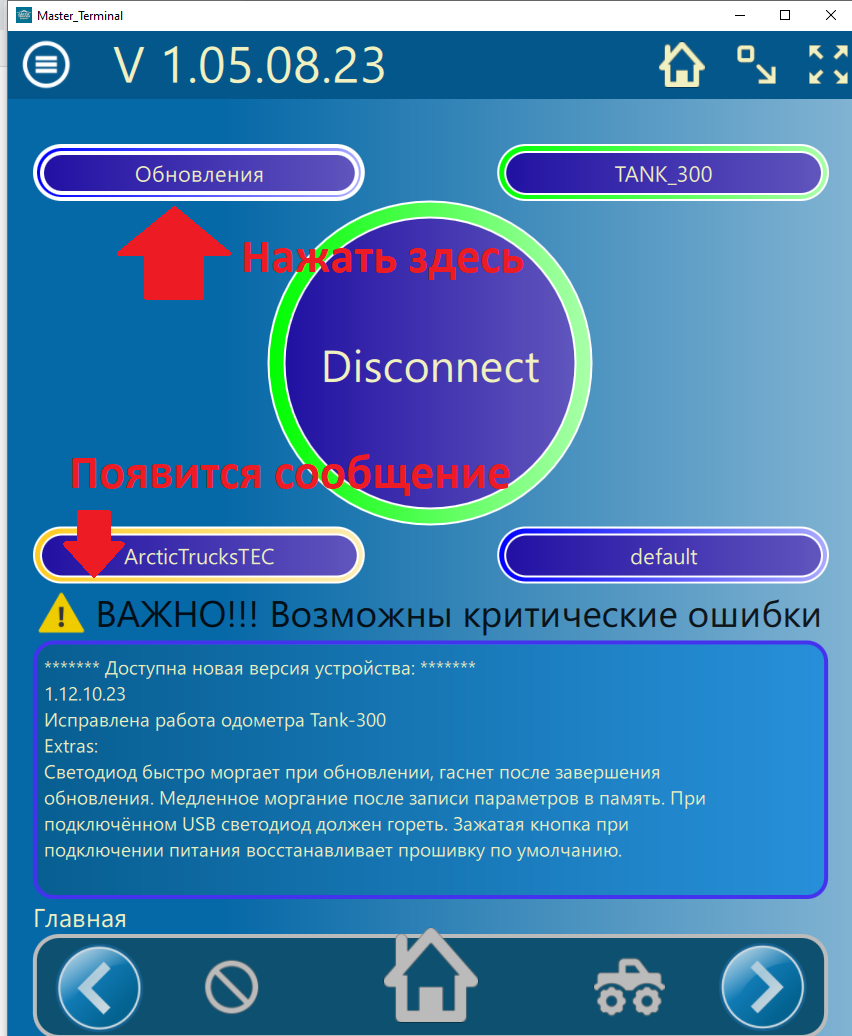 Master_Terminal
V 1.05.08.23
Обновления
TANK_300
Нажать здесь
Disconnect
Появится сообщение
ArcticTrucksTEC
default
ВАЖНО!!! Возможны критические ошибки
******* Доступна новая версия устройства: *******
1.12.10.23
Исправлена работа одометра Tank-300
Extras:
Светодиод быстро моргает при обновлении, гаснет после завершения
обновления. Медленное моргание после записи параметров в память. При
подключённом USB светодиод должен гореть. Зажатая кнопка при
подключении питания восстанавливает прошивку по умолчанию.
Главная